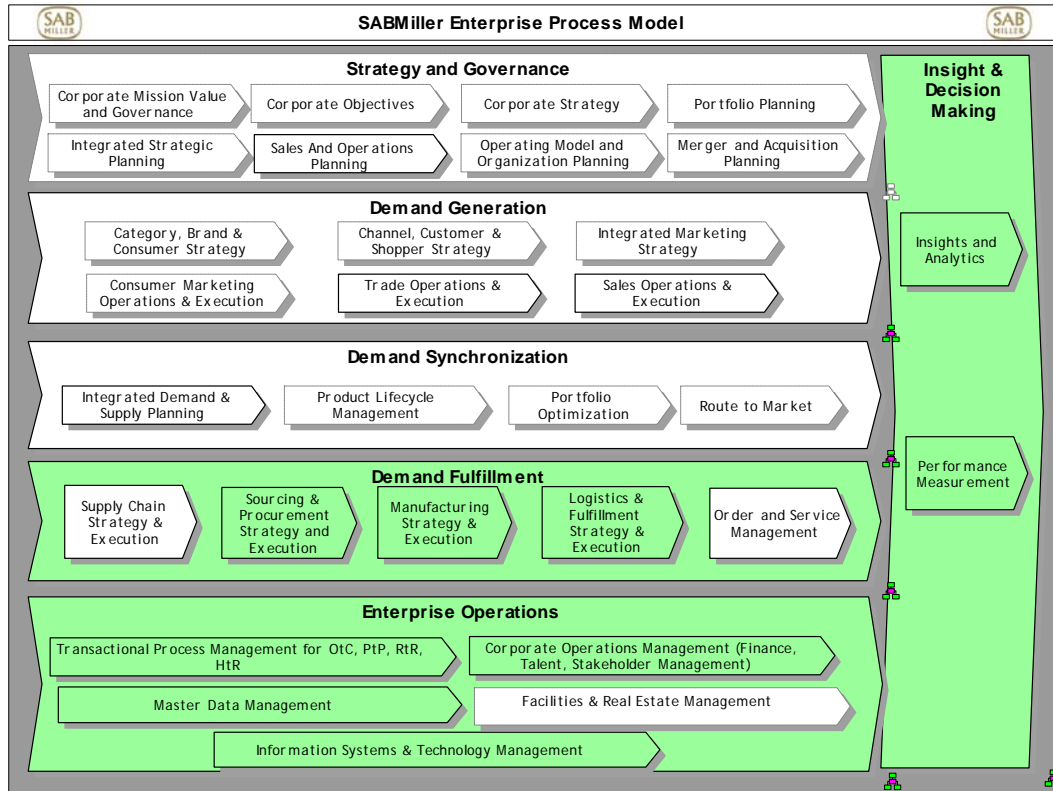 SAB
MILLER
SABMiller Enterprise Process Model
SAB
MILLER
Strategy and Governance
Corporate Mission Value
and Governance
Corporate Objectives
Corporate Strategy
Portfolio Planning
Integrated Strategic
Planning
Sales And Operations
Planning
Operating Model and
Organization Planning
Merger and Acquisition
Planning
Demand Generation
Category, Brand &
Consumer Strategy
Channel, Customer &
Shopper Strategy
Integrated Marketing
Strategy
Consumer Marketing
Operations & Execution
Trade Operations &
Execution
Sales Operations &
Execution
Demand Synchronization
Integrated Demand &
Supply Planning
Product Lifecycle
Management
Portfolio
Optimization
Route to Market
Demand Fulfillment
Supply Chain
Strategy &
Execution
Sourcing &
Procurement
Strategy and
Execution
Manufacturing
Strategy &
Execution
Logistics &
Fulfillment
Strategy &
Execution
Order and Service
Management
Enterprise Operations
Transactional Process Management for OtC, PtP, RtR,
HtR
Corporate Operations Management (Finance,
Talent, Stakeholder Management)
Master Data Management
Facilities & Real Estate Management
Information Systems & Technology Management
Insight &
Decision
Making
Insights and
Analytics
Performance
Measurement